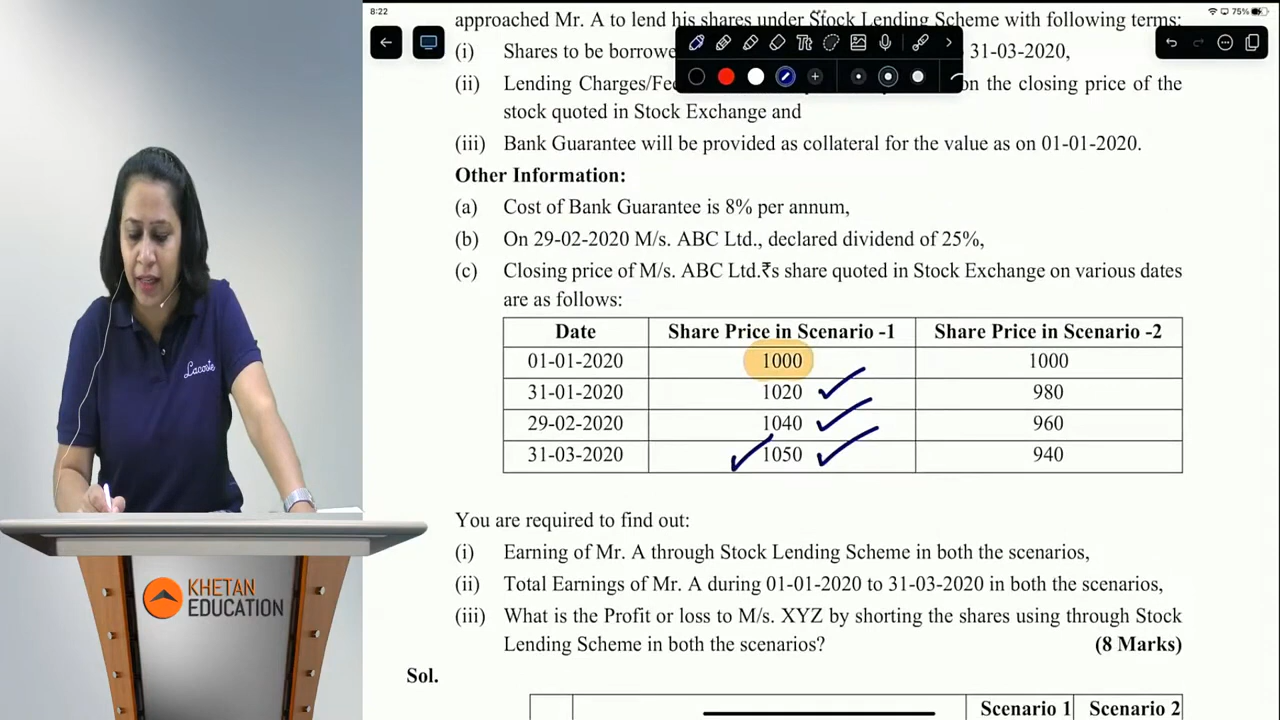 8:22
75%
approached Mr. A to lend his shares under Stock Lending Scheme with following terms:
(i) Shares to be borrowe 31-03-2020,
(ii) Lending Charges/Fee on the closing price of the
stock quoted in Stock Exchange and
(iii) Bank Guarantee will be provided as collateral for the value as on 01-01-2020.
Other Information:
(a) Cost of Bank Guarantee is 8% per annum,
(b) On 29-02-2020 M/s. ABC Ltd., declared dividend of 25%,
(c) Closing price of M/s. ABC Ltd.₹s share quoted in Stock Exchange on various dates
are as follows:
Date Share Price in Scenario -1 Share Price in Scenario -2
01-01-2020 1000 1000
31-01-2020 1020 980
29-02-2020 1040 960
31-03-2020 1050 940
You are required to find out:
(i) Earning of Mr. A through Stock Lending Scheme in both the scenarios,
(ii) Total Earnings of Mr. A during 01-01-2020 to 31-03-2020 in both the scenarios,
(iii) What is the Profit or loss to M/s. XYZ by shorting the shares using through Stock
Lending Scheme in both the scenarios? (8 Marks)
Sol.
Scenario 1 Scenario 2
Lacoste
KHETAN
EDUCATION